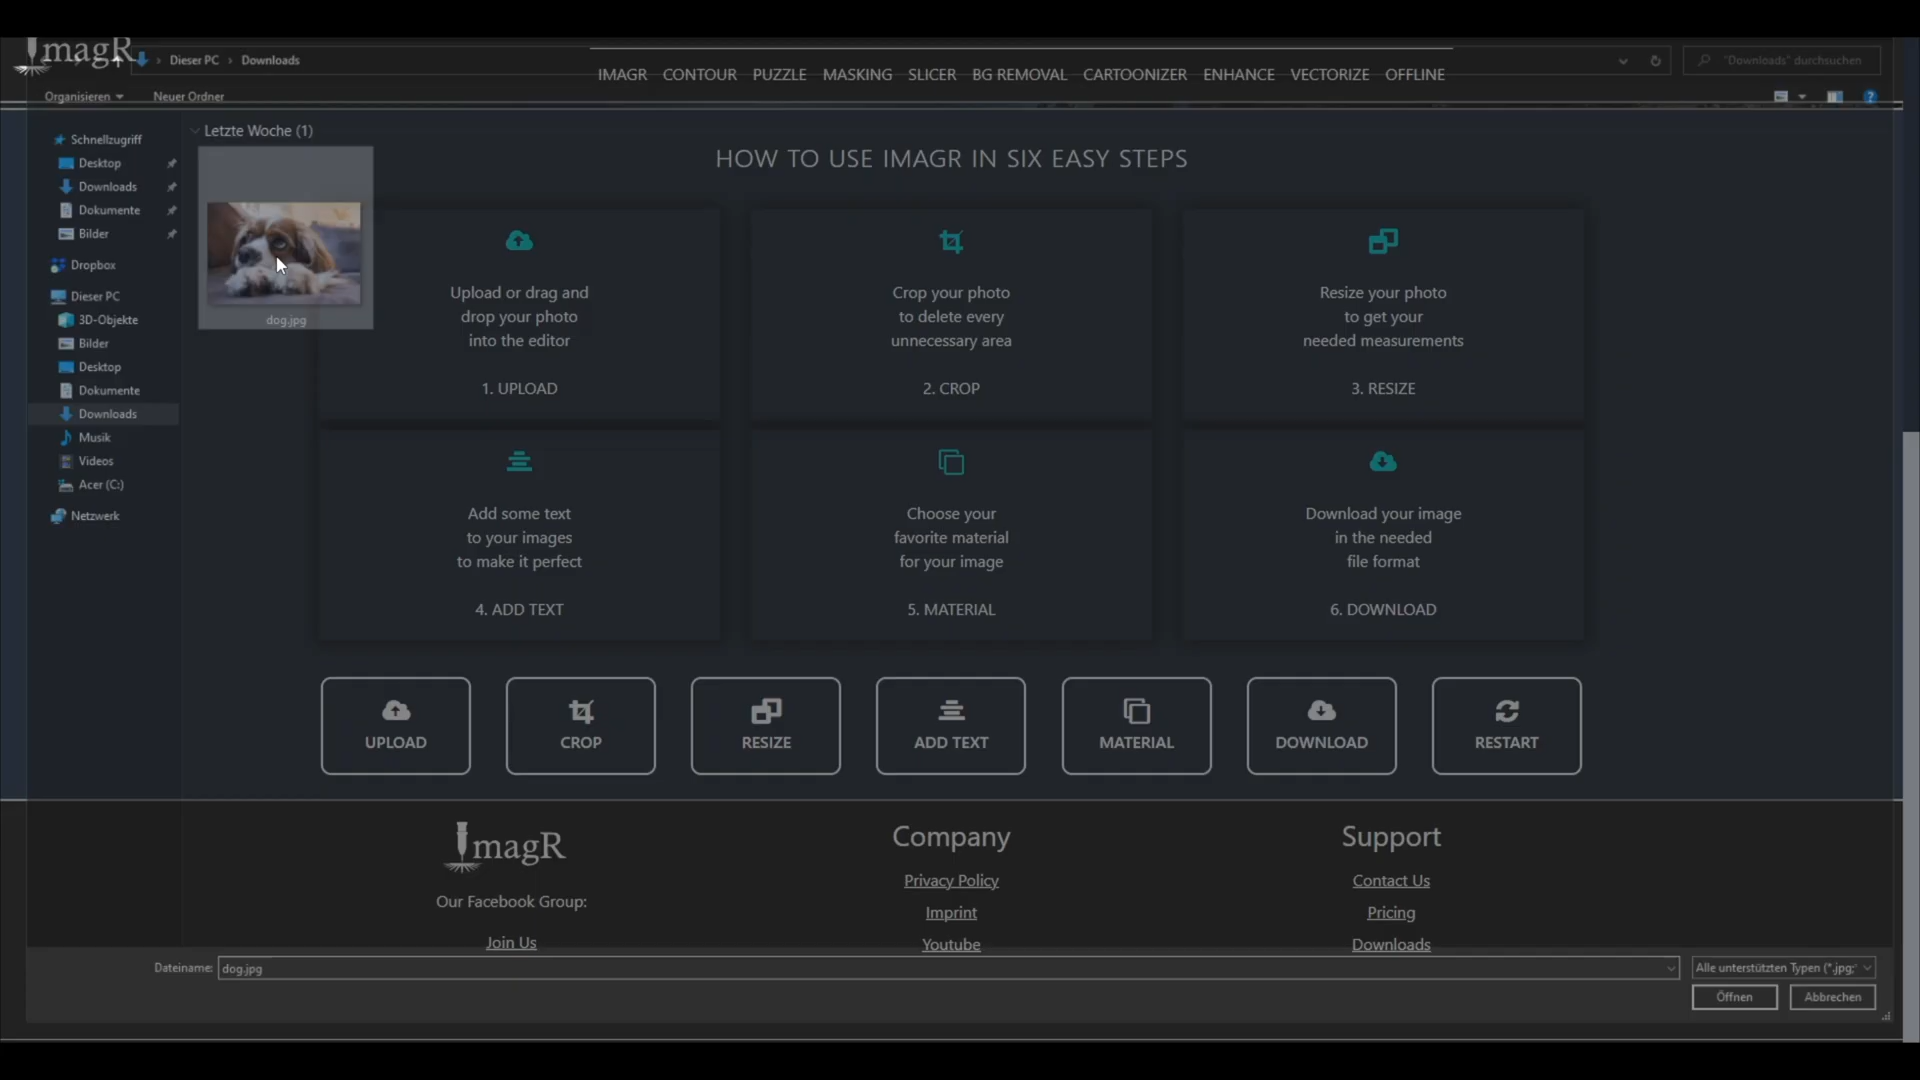 ImagR
Dieser PC › Downloads
IMAGR CONTOUR PUZZLE MASKING SLICER BG REMOVAL CARTOONIZER ENHANCE VECTORIZE OFFLINE
"Downloads" durchsuchen
Organisieren
Neuer Ordner
Schnellzugriff
Desktop
Downloads
Dokumente
Bilder
Dropbox
Dieser PC
3D-Objekte
Bilder
Desktop
Dokumente
Downloads
Musik
Videos
Acer (C:)
Netzwerk
Letzte Woche (1)
dog.jpg
HOW TO USE IMAGR IN SIX EASY STEPS
Upload or drag and
drop your photo
into the editor
1. UPLOAD
Crop your photo
to delete every
unnecessary area
2. CROP
Resize your photo
to get your
needed measurements
3. RESIZE
Add some text
to your images
to make it perfect
4. ADD TEXT
Choose your
favorite material
for your image
5. MATERIAL
Download your image
in the needed
file format
6. DOWNLOAD
UPLOAD
CROP
RESIZE
ADD TEXT
MATERIAL
DOWNLOAD
RESTART
ImagR
Our Facebook Group:
Join Us
Company
Privacy Policy
Imprint
Youtube
Support
Contact Us
Pricing
Downloads
Dateiname: dog.jpg
Alle unterstützten Typen (*.jpg;*
Öffnen
Abbrechen